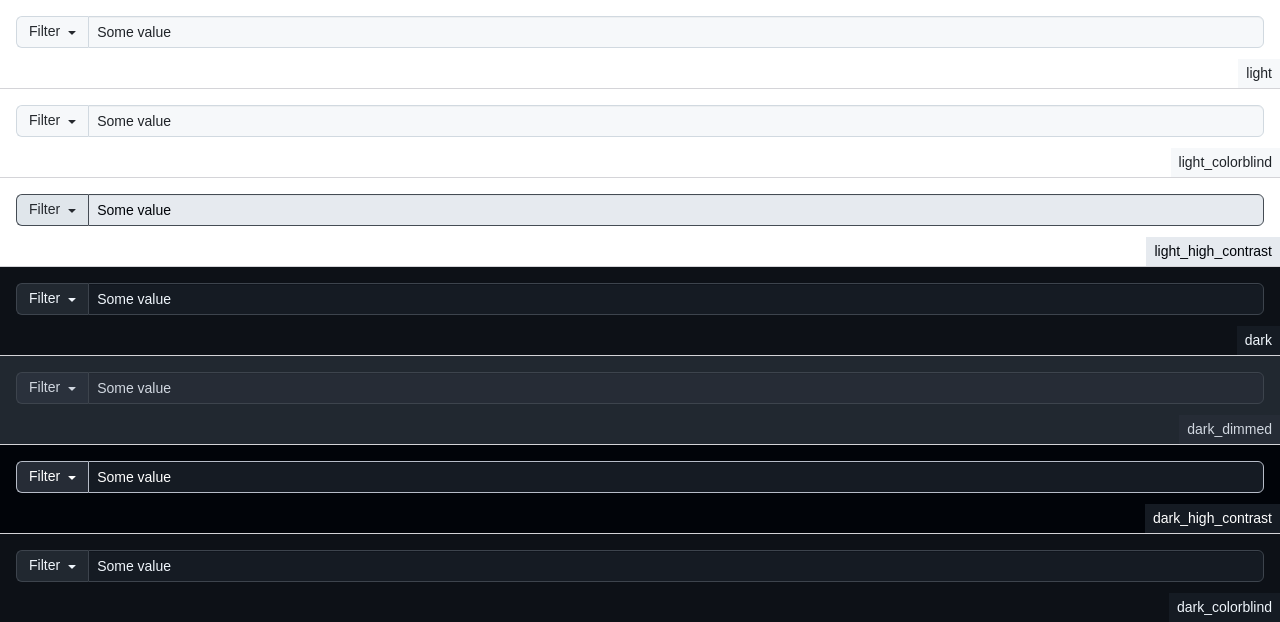 Filter Some value
light
Filter Some value
light_colorblind
Filter Some value
light_high_contrast
Filter Some value
dark
Filter Some value
dark_dimmed
Filter Some value
dark_high_contrast
Filter Some value
dark_colorblind